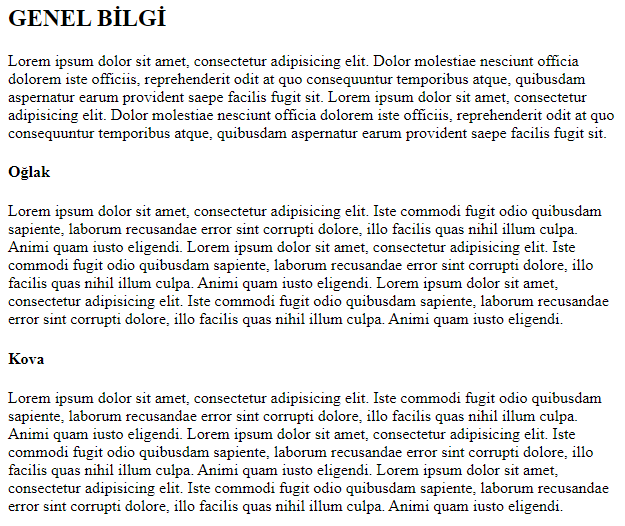 GENEL BİLGİ
Lorem ipsum dolor sit amet, consectetur adipisicing elit. Dolor molestiae nesciunt officia
dolorem iste officiis, reprehenderit odit at quo consequuntur temporibus atque, quibusdam
aspernatur earum provident saepe facilis fugit sit. Lorem ipsum dolor sit amet, consectetur
adipisicing elit. Dolor molestiae nesciunt officia dolorem iste officiis, reprehenderit odit at quo
consequuntur temporibus atque, quibusdam aspernatur earum provident saepe facilis fugit sit.
Oğlak
Lorem ipsum dolor sit amet, consectetur adipisicing elit. Iste commodi fugit odio quibusdam
sapiente, laborum recusandae error sint corrupti dolore, illo facilis quas nihil illum culpa.
Animi quam iusto eligendi. Lorem ipsum dolor sit amet, consectetur adipisicing elit. Iste
commodi fugit odio quibusdam sapiente, laborum recusandae error sint corrupti dolore, illo
facilis quas nihil illum culpa. Animi quam iusto eligendi. Lorem ipsum dolor sit amet,
consectetur adipisicing elit. Iste commodi fugit odio quibusdam sapiente, laborum recusandae
error sint corrupti dolore, illo facilis quas nihil illum culpa. Animi quam iusto eligendi.
Kova
Lorem ipsum dolor sit amet, consectetur adipisicing elit. Iste commodi fugit odio quibusdam
sapiente, laborum recusandae error sint corrupti dolore, illo facilis quas nihil illum culpa.
Animi quam iusto eligendi. Lorem ipsum dolor sit amet, consectetur adipisicing elit. Iste
commodi fugit odio quibusdam sapiente, laborum recusandae error sint corrupti dolore, illo
facilis quas nihil illum culpa. Animi quam iusto eligendi. Lorem ipsum dolor sit amet,
consectetur adipisicing elit. Iste commodi fugit odio quibusdam sapiente, laborum recusandae
error sint corrupti dolore, illo facilis quas nihil illum culpa. Animi quam iusto eligendi.